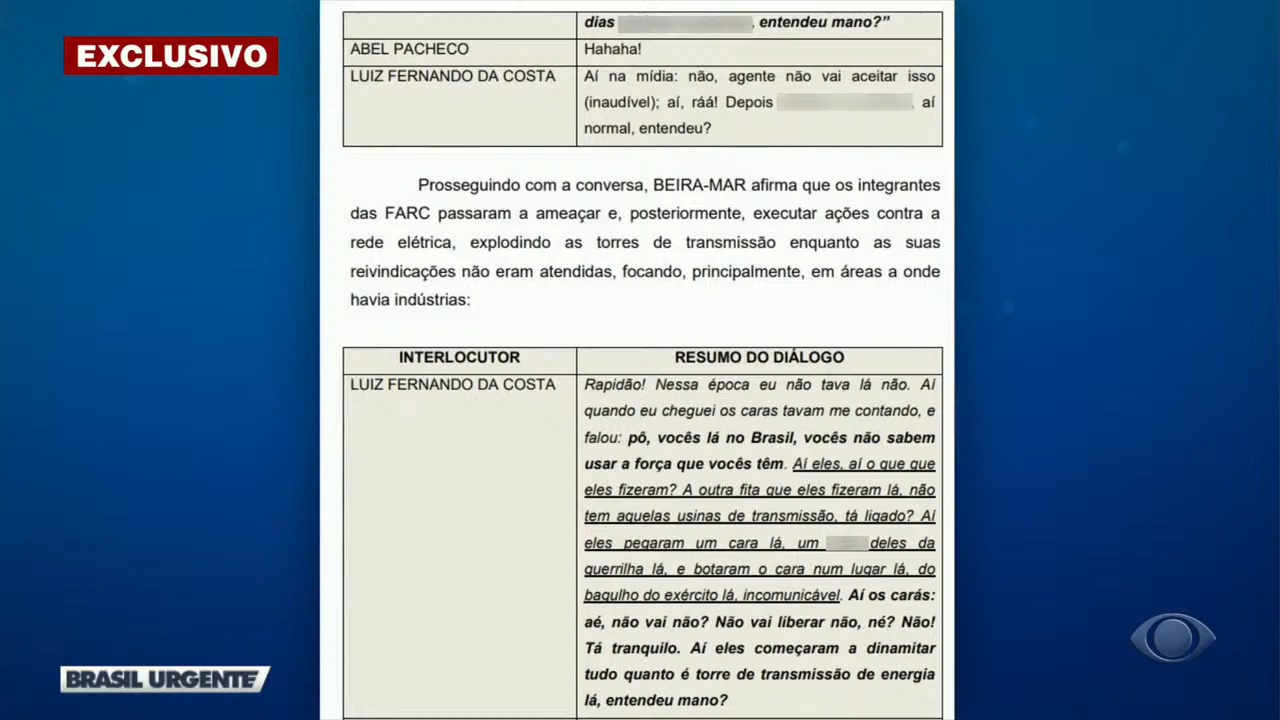 EXCLUSIVO
dias , entendeu mano?”
ABEL PACHECO
Hahaha!
LUIZ FERNANDO DA COSTA
Aí na mídia: não, agente não vai aceitar isso
(inaudível); aí, ráá! Depois , aí
normal, entendeu?
Prosseguindo com a conversa, BEIRA-MAR afirma que os integrantes
das FARC passaram a ameaçar e, posteriormente, executar ações contra a
rede elétrica, explodindo as torres de transmissão enquanto as suas
reivindicações não eram atendidas, focando, principalmente, em áreas a onde
havia indústrias:
INTERLOCUTOR
RESUMO DO DIÁLOGO
LUIZ FERNANDO DA COSTA
Rapidão! Nessa época eu não tava lá não. Aí
quando eu cheguei os caras tavam me contando, e
falou: pô, vocês lá no Brasil, vocês não sabem
usar a força que vocês têm. Aí eles, aí o que que
eles fizeram? A outra fita que eles fizeram lá, não
tem aquelas usinas de transmissão, tá ligado? Aí
eles pegaram um cara lá, um deles da
guerrilha lá, e botaram o cara num lugar lá, do
bagulho do exército lá, incomunicável. Aí os carás:
aé, não vai não? Não vai liberar não, né? Não!
Tá tranquilo. Aí eles começaram a dinamitar
tudo quanto é torre de transmissão de energia
lá, entendeu mano?
BRASIL URGENTE